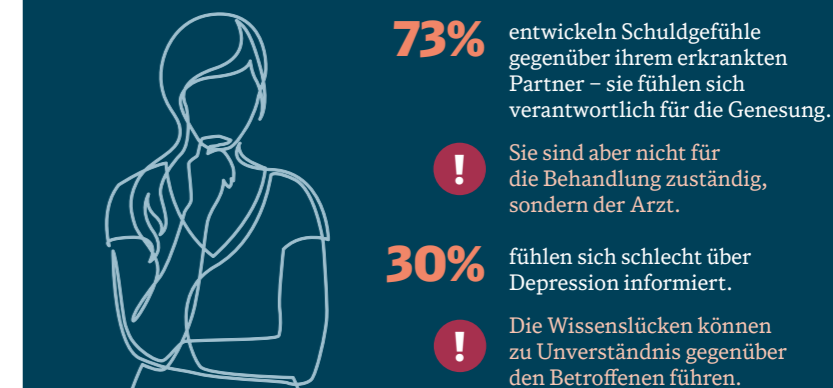 73%
entwickeln Schuldgefühle
gegenüber ihrem erkrankten
Partner – sie fühlen sich
verantwortlich für die Genesung.
!
Sie sind aber nicht für
die Behandlung zuständig,
sondern der Arzt.
30%
fühlen sich schlecht über
Depression informiert.
!
Die Wissenslücken können
zu Unverständnis gegenüber
den Betroffenen führen.